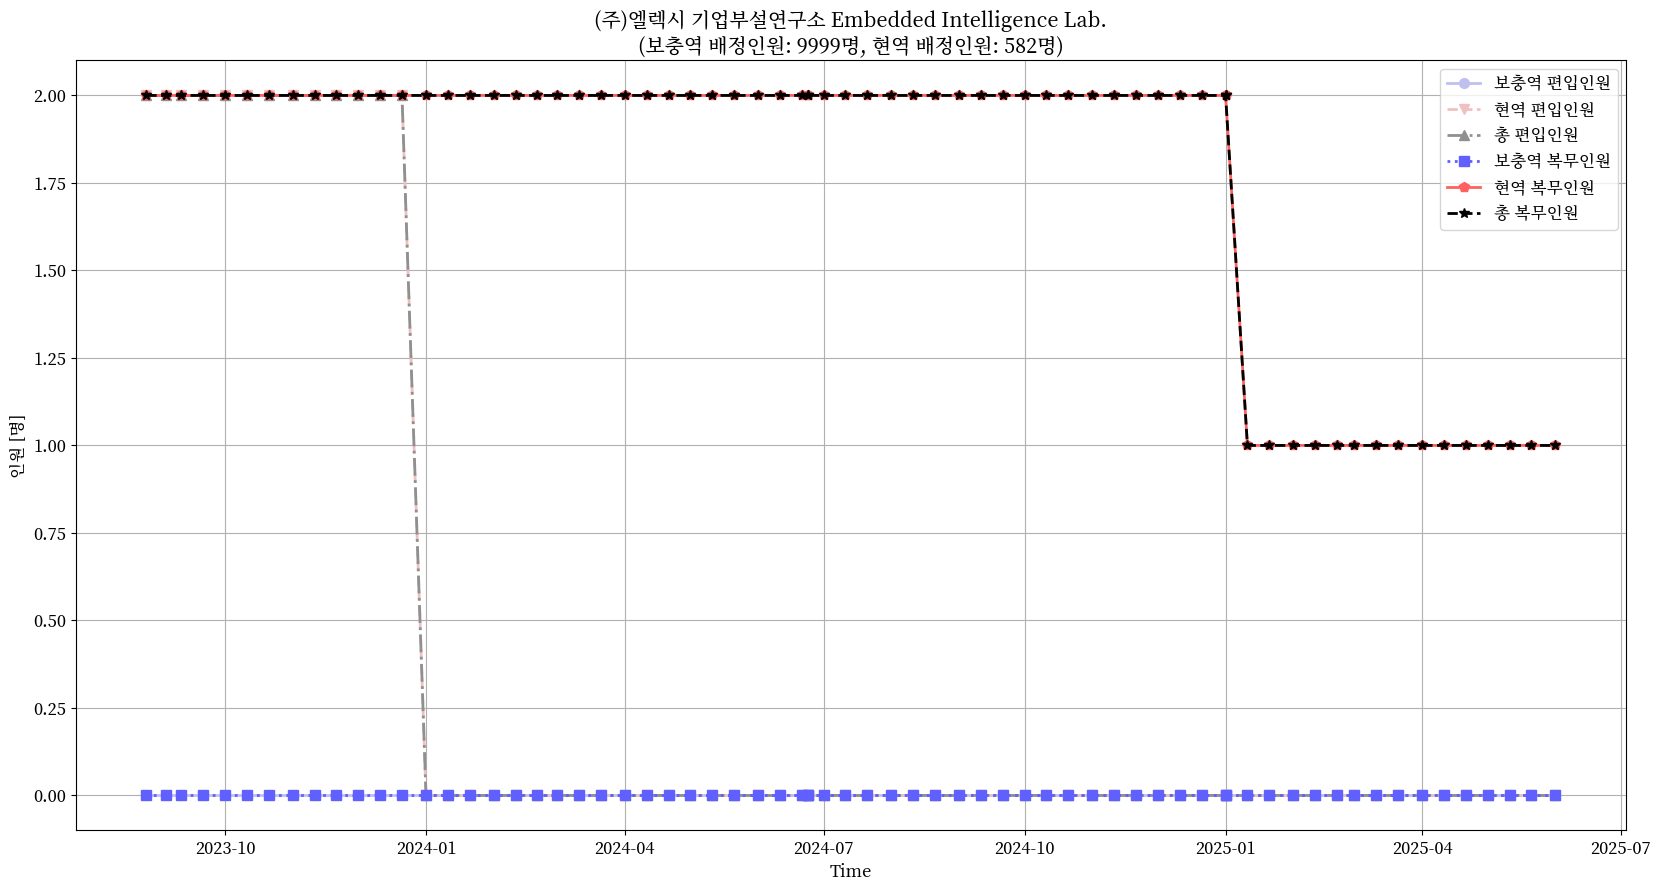 (주)엘렉시 기업부설연구소 Embedded Intelligence Lab.
(보충역 배정인원: 9999명, 현역 배정인원: 582명)
보충역 편입인원
현역 편입인원
총 편입인원
보충역 복무인원
현역 복무인원
총 복무인원
인원 [명]
2.00
1.75
1.50
1.25
1.00
0.75
0.50
0.25
0.00
2023-10 2024-01 2024-04 2024-07 2024-10 2025-01 2025-04 2025-07
Time